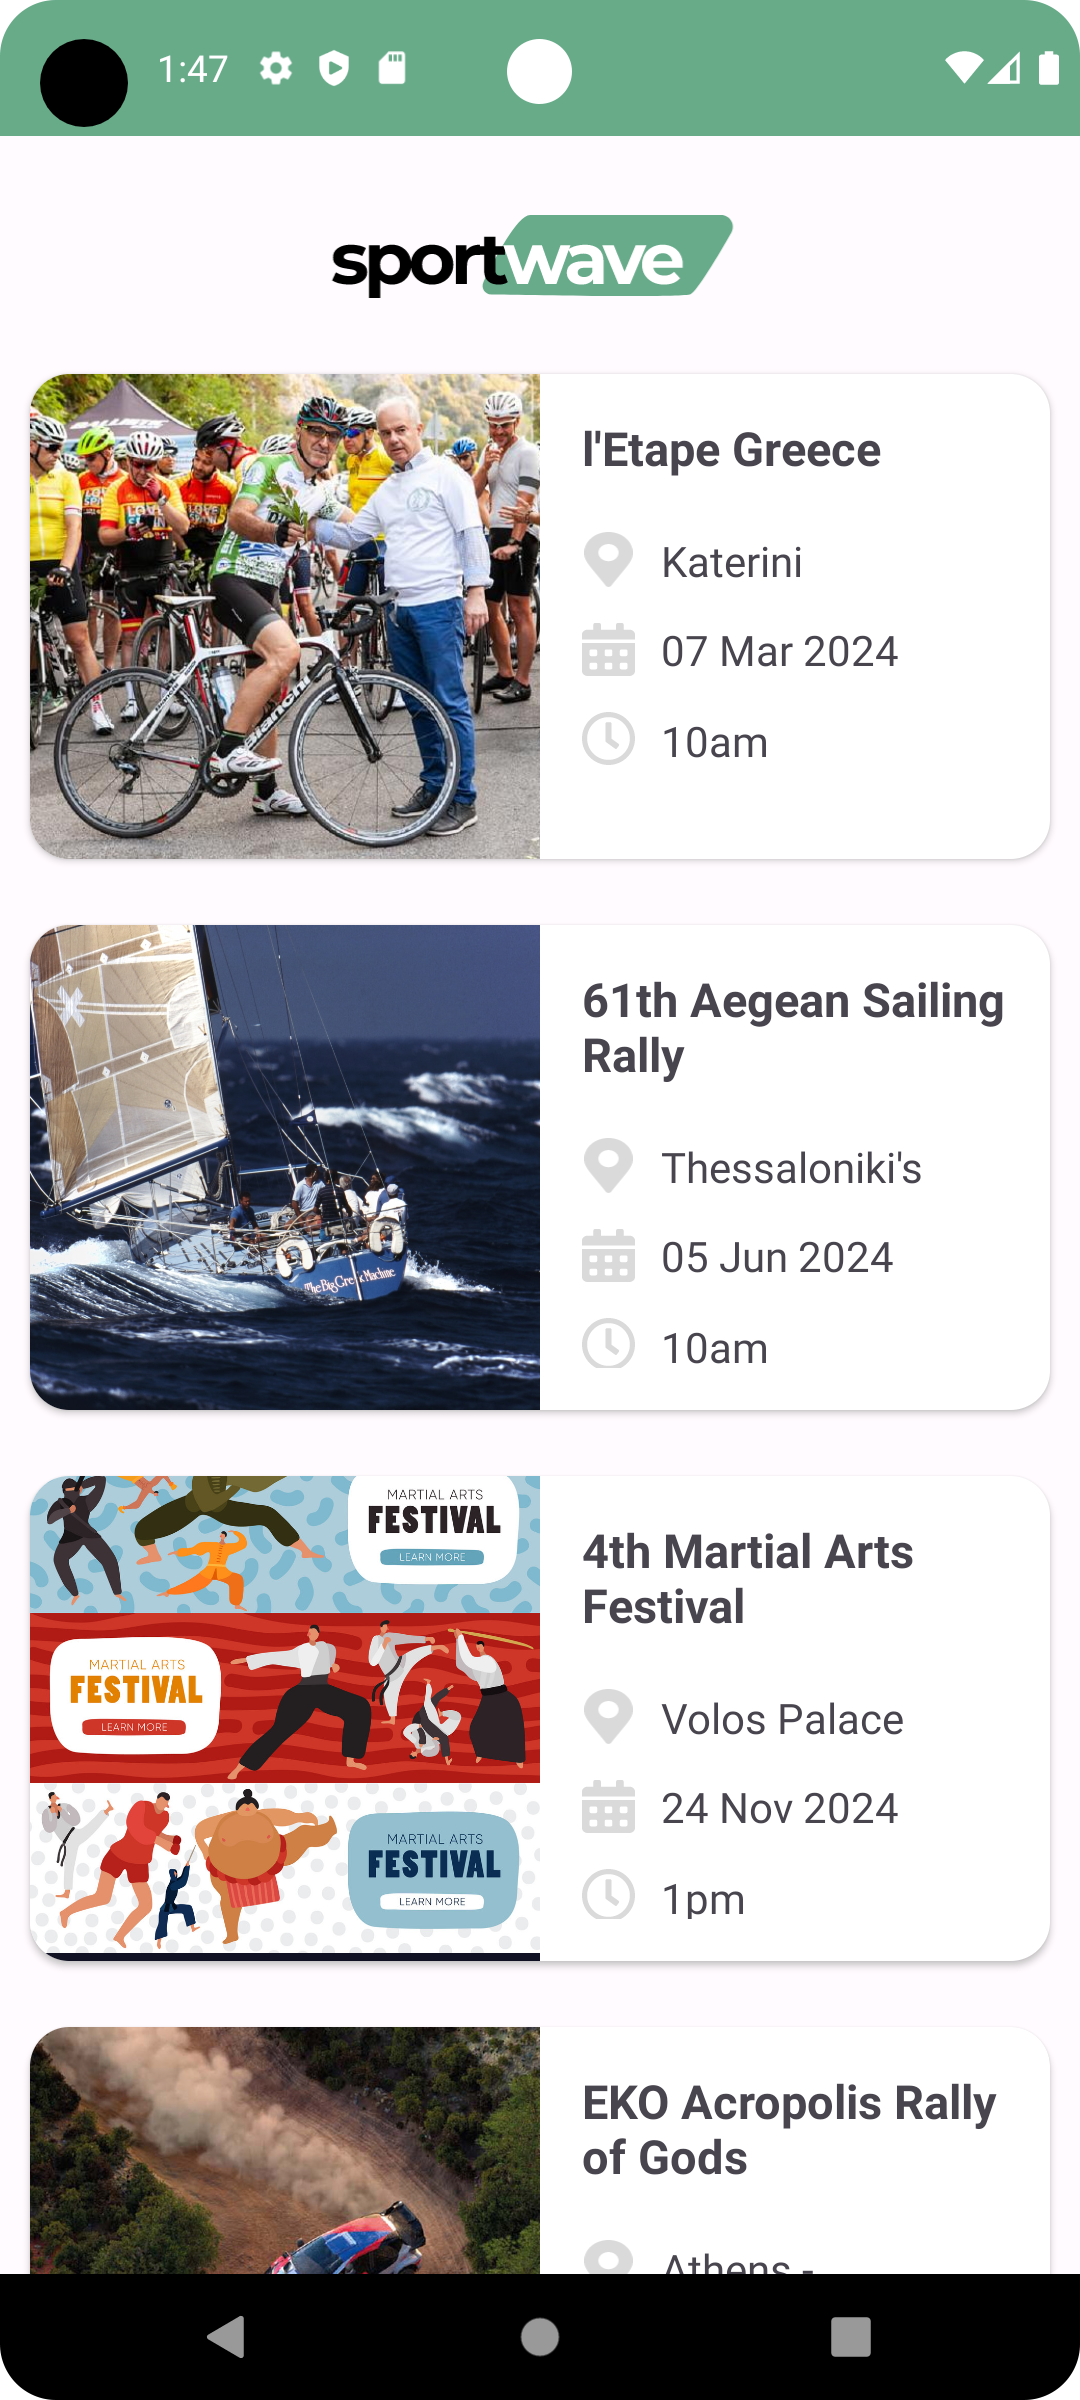 1:47
sportwave
l'Etape Greece
Katerini
07 Mar 2024
10am
61th Aegean Sailing
Rally
Thessaloniki's
05 Jun 2024
10am
The Big Greek Machine
MARTIAL ARTS
FESTIVAL
LEARN MORE
MARTIAL ARTS
FESTIVAL
LEARN MORE
MARTIAL ARTS
FESTIVAL
LEARN MORE
4th Martial Arts
Festival
Volos Palace
24 Nov 2024
1pm
EKO Acropolis Rally
of Gods
Athens -